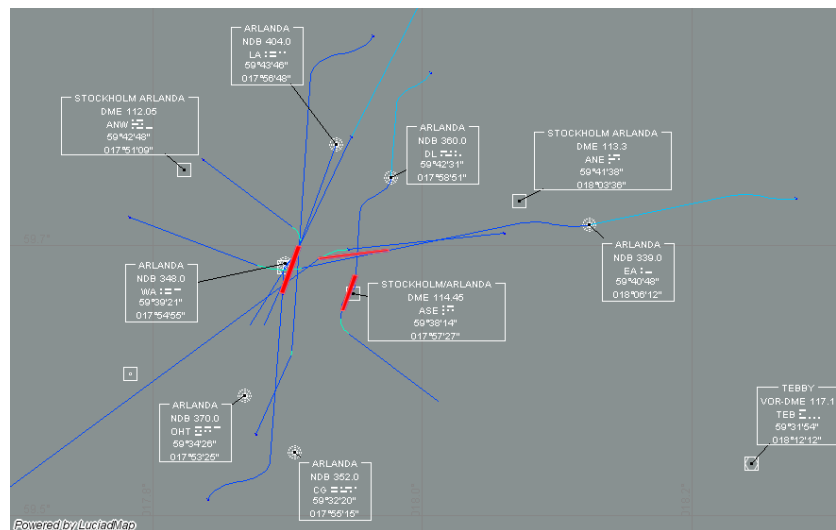 ARLANDA
NDB 404.0
LA
59°43'46"
017°56'48"
STOCKHOLM ARLANDA
DME 112.05
ANW
59°42'48"
017°51'09"
ARLANDA
NDB 360.0
DL
59°42'31"
017°58'51"
STOCKHOLM ARLANDA
DME 113.3
ANE
59°41'38"
018°03'36"
ARLANDA
NDB 348.0
WA
59°39'21"
017°54'55"
STOCKHOLM/ARLANDA
DME 114.45
ASE
59°38'14"
017°57'27"
ARLANDA
NDB 339.0
EA
59°40'48"
018°06'12"
ARLANDA
NDB 370.0
OHT
59°34'26"
017°53'25"
ARLANDA
NDB 352.0
CG
59°32'20"
017°55'15"
TEBBY
VOR-DME 117.1
TEB
59°31'54"
018°12'12"
Powered by LuciadMap